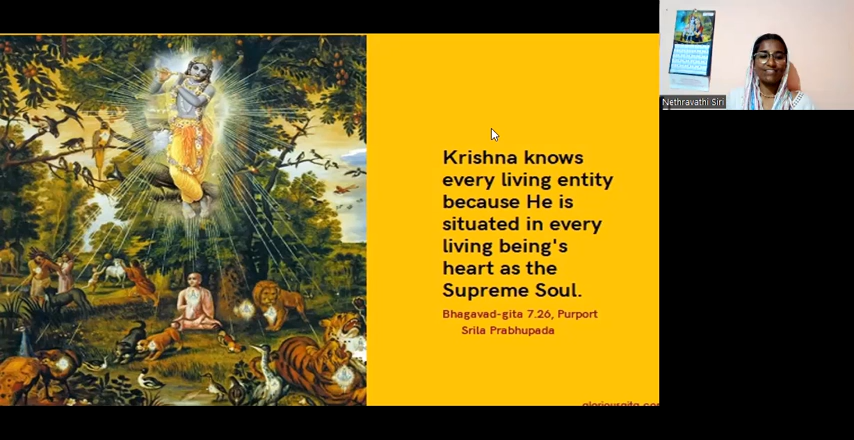 Krishna knows
every living entity
because He is
situated in every
living being's
heart as the
Supreme Soul.
Bhagavad-gita 7.26, Purport
Srila Prabhupada
Nethravathi Siri